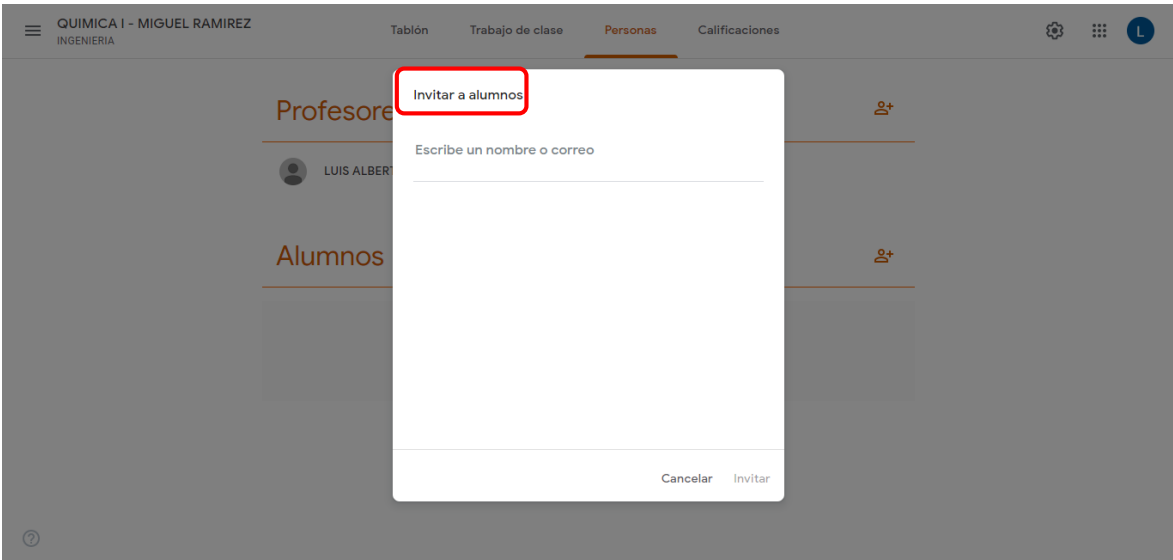 QUIMICA I - MIGUEL RAMIREZ
INGENIERIA
Tablón
Trabajo de clase
Personas
Calificaciones
L
Invitar a alumnos
Profesore
Escribe un nombre o correo
LUIS ALBERT
Alumnos
Cancelar
Invitar